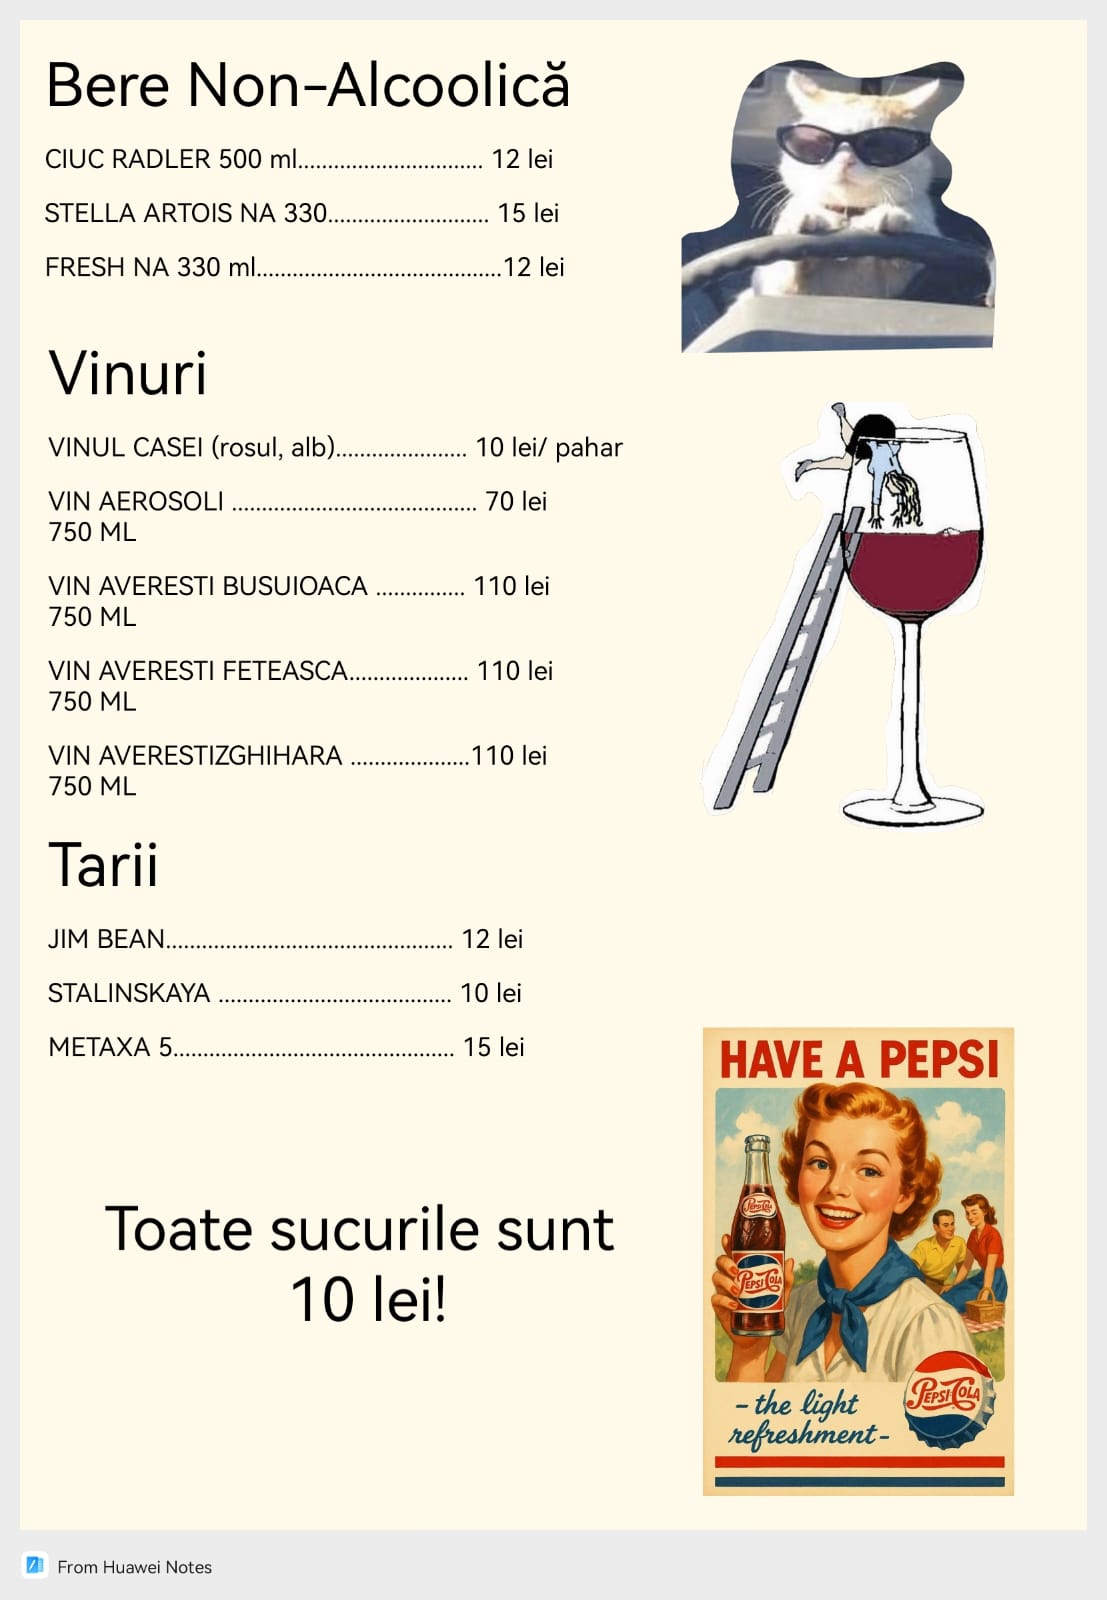 Bere Non-Alcoolică
CIUC RADLER 500 ml............................... 12 lei
STELLA ARTOIS NA 330........................... 15 lei
FRESH NA 330 ml.........................................12 lei
Vinuri
VINUL CASEI (rosul, alb)...................... 10 lei/ pahar
VIN AEROSOLI ......................................... 70 lei
750 ML
VIN AVERESTI BUSUIOACA ............... 110 lei
750 ML
VIN AVERESTI FETEASCA.................... 110 lei
750 ML
VIN AVERESTIZGHIHARA ....................110 lei
750 ML
Tarii
JIM BEAN................................................ 12 lei
STALINSKAYA ....................................... 10 lei
METAXA 5............................................... 15 lei
Toate sucurile sunt
10 lei!
HAVE A PEPSI
PEPSI COLA
PEPSI COLA
PEPSI-COLA
- the light
refreshment -
From Huawei Notes